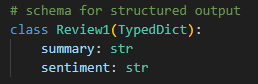 # schema for structured output
class Review1(TypedDict):
    summary: str
    sentiment: str